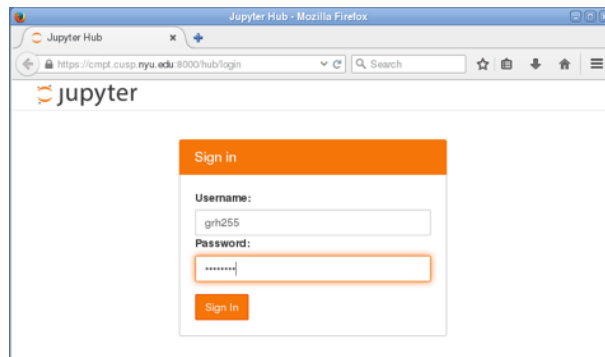 Jupyter Hub - Mozilla Firefox
Jupyter Hub
https://cmpt.cusp.nyu.edu:8000/hub/login
Search
jupyter
Sign in
Username:
grh255
Password:
••••••••
Sign In